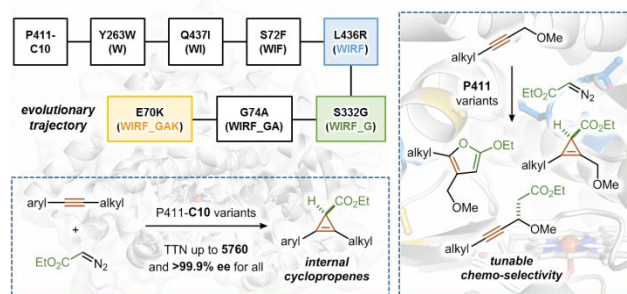 P411-
C10
Y263W
(W)
Q437I
(WI)
S72F
(WIF)
L436R
(WIRF)
evolutionary
trajectory
E70K
(WIRF_GAK)
G74A
(WIRF_GA)
S332G
(WIRF_G)
aryl
alkyl
+
EtO₂C
N₂
P411-C10 variants
TTN up to 5760
and >99.9% ee for all
H
CO₂Et
aryl
alkyl
internal
cyclopropenes
OMe
alkyl
P411
variants
EtO₂C
N₂
alkyl
O
OEt
OMe
H
CO₂Et
alkyl
OMe
CO₂Et
OMe
alkyl
tunable
chemo-selectivity